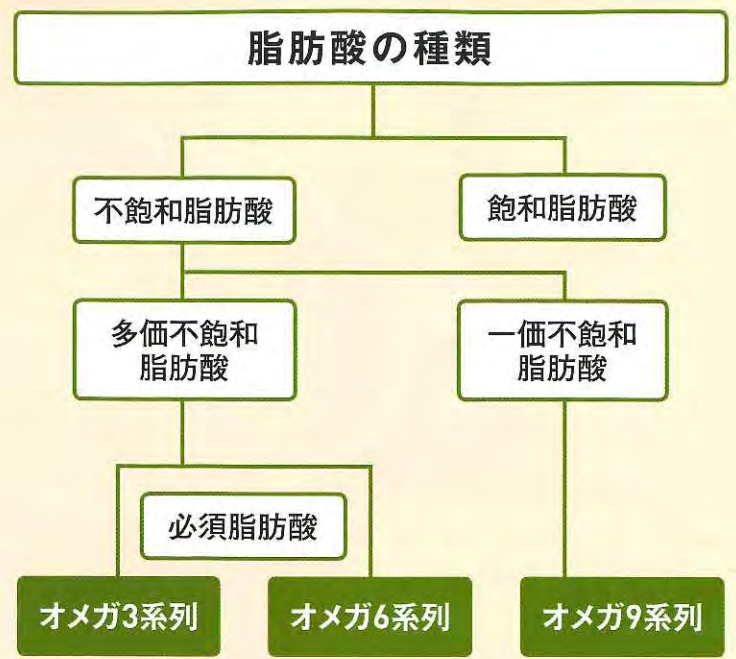 脂肪酸の種類
不飽和脂肪酸
飽和脂肪酸
多価不飽和
脂肪酸
一価不飽和
脂肪酸
必須脂肪酸
オメガ3系列
オメガ6系列
オメガ9系列